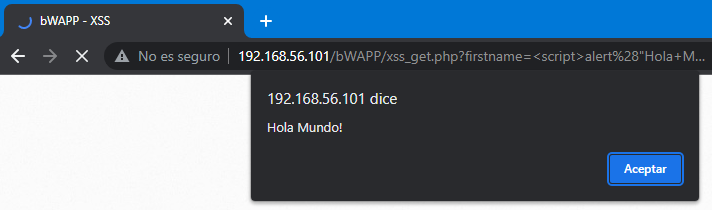 bWAPP - XSS
No es seguro 192.168.56.101/bWAPP/xss_get.php?firstname=<script>alert%28"Hola+M...
192.168.56.101 dice
Hola Mundo!
Aceptar